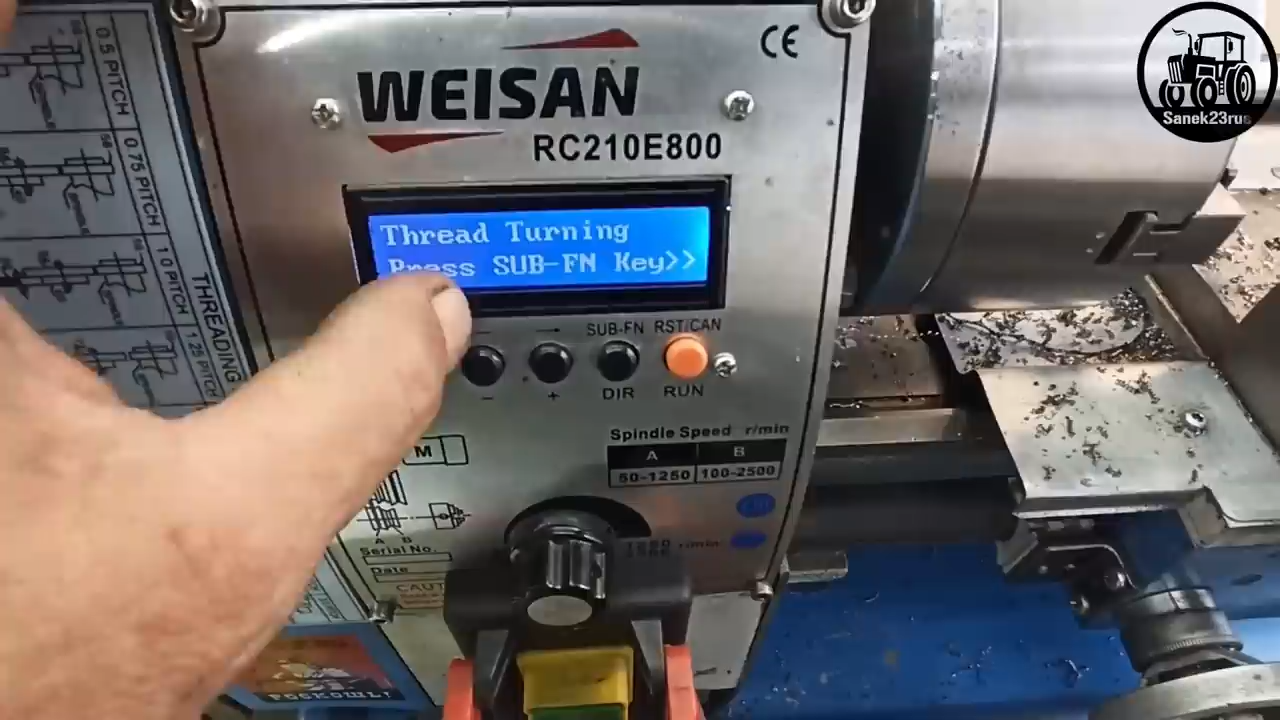 WEISAN
RC210E800
Thread Turning
Press SUB-FN Key>>
→ SUB-FN RST/CAN
− + DIR RUN
Spindle Speed r/min
A B
50-1250 100-2500
M
A B
Serial No.
Date
r/min
0.5 PITCH
0.75 PITCH
1.0 PITCH
1.25 PITCH
THREADING
CE
Sanek23rus